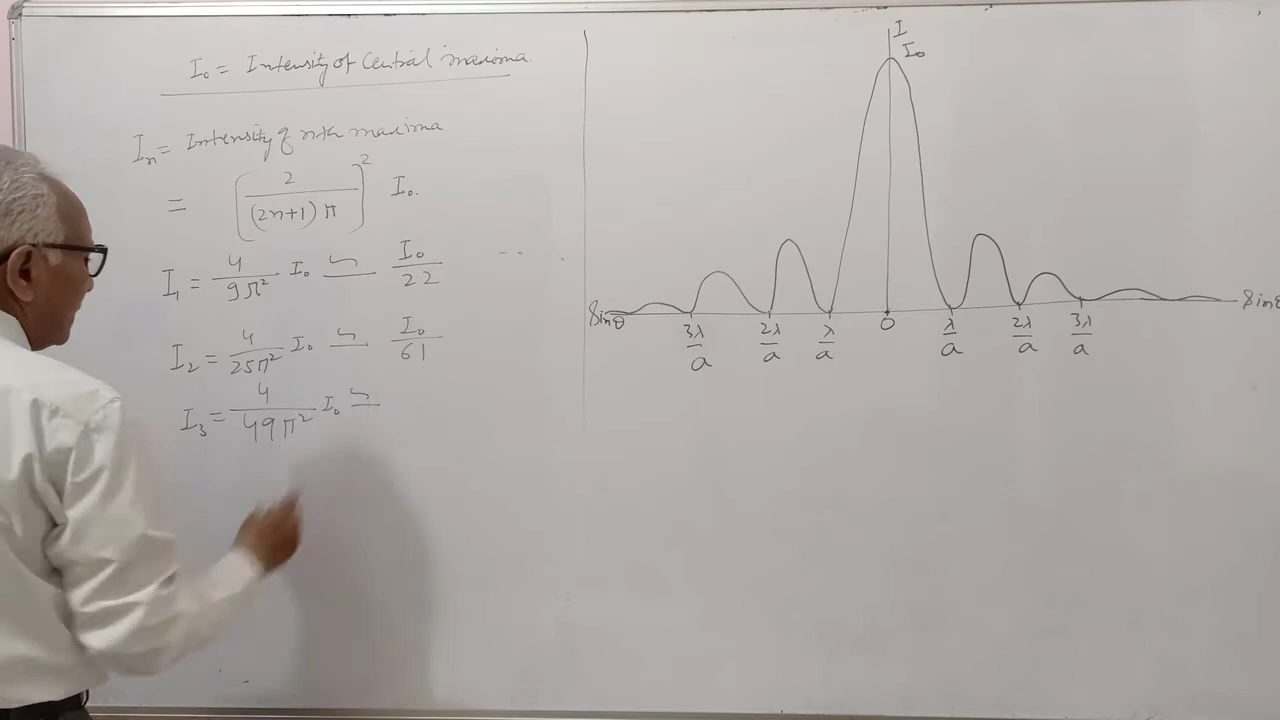 I₀ = Intensity of Central maxima.
Iₙ = Intensity of nth maxima
= [2/((2n+1)π)]² I₀.
I₁ = 4/(9π²) I₀ ≃ I₀/22
I₂ = 4/(25π²) I₀ ≃ I₀/61
I₃ = 4/(49π²) I₀ ≃
I
I₀
Sinθ 3λ/a 2λ/a λ/a 0 λ/a 2λ/a 3λ/a Sinθ